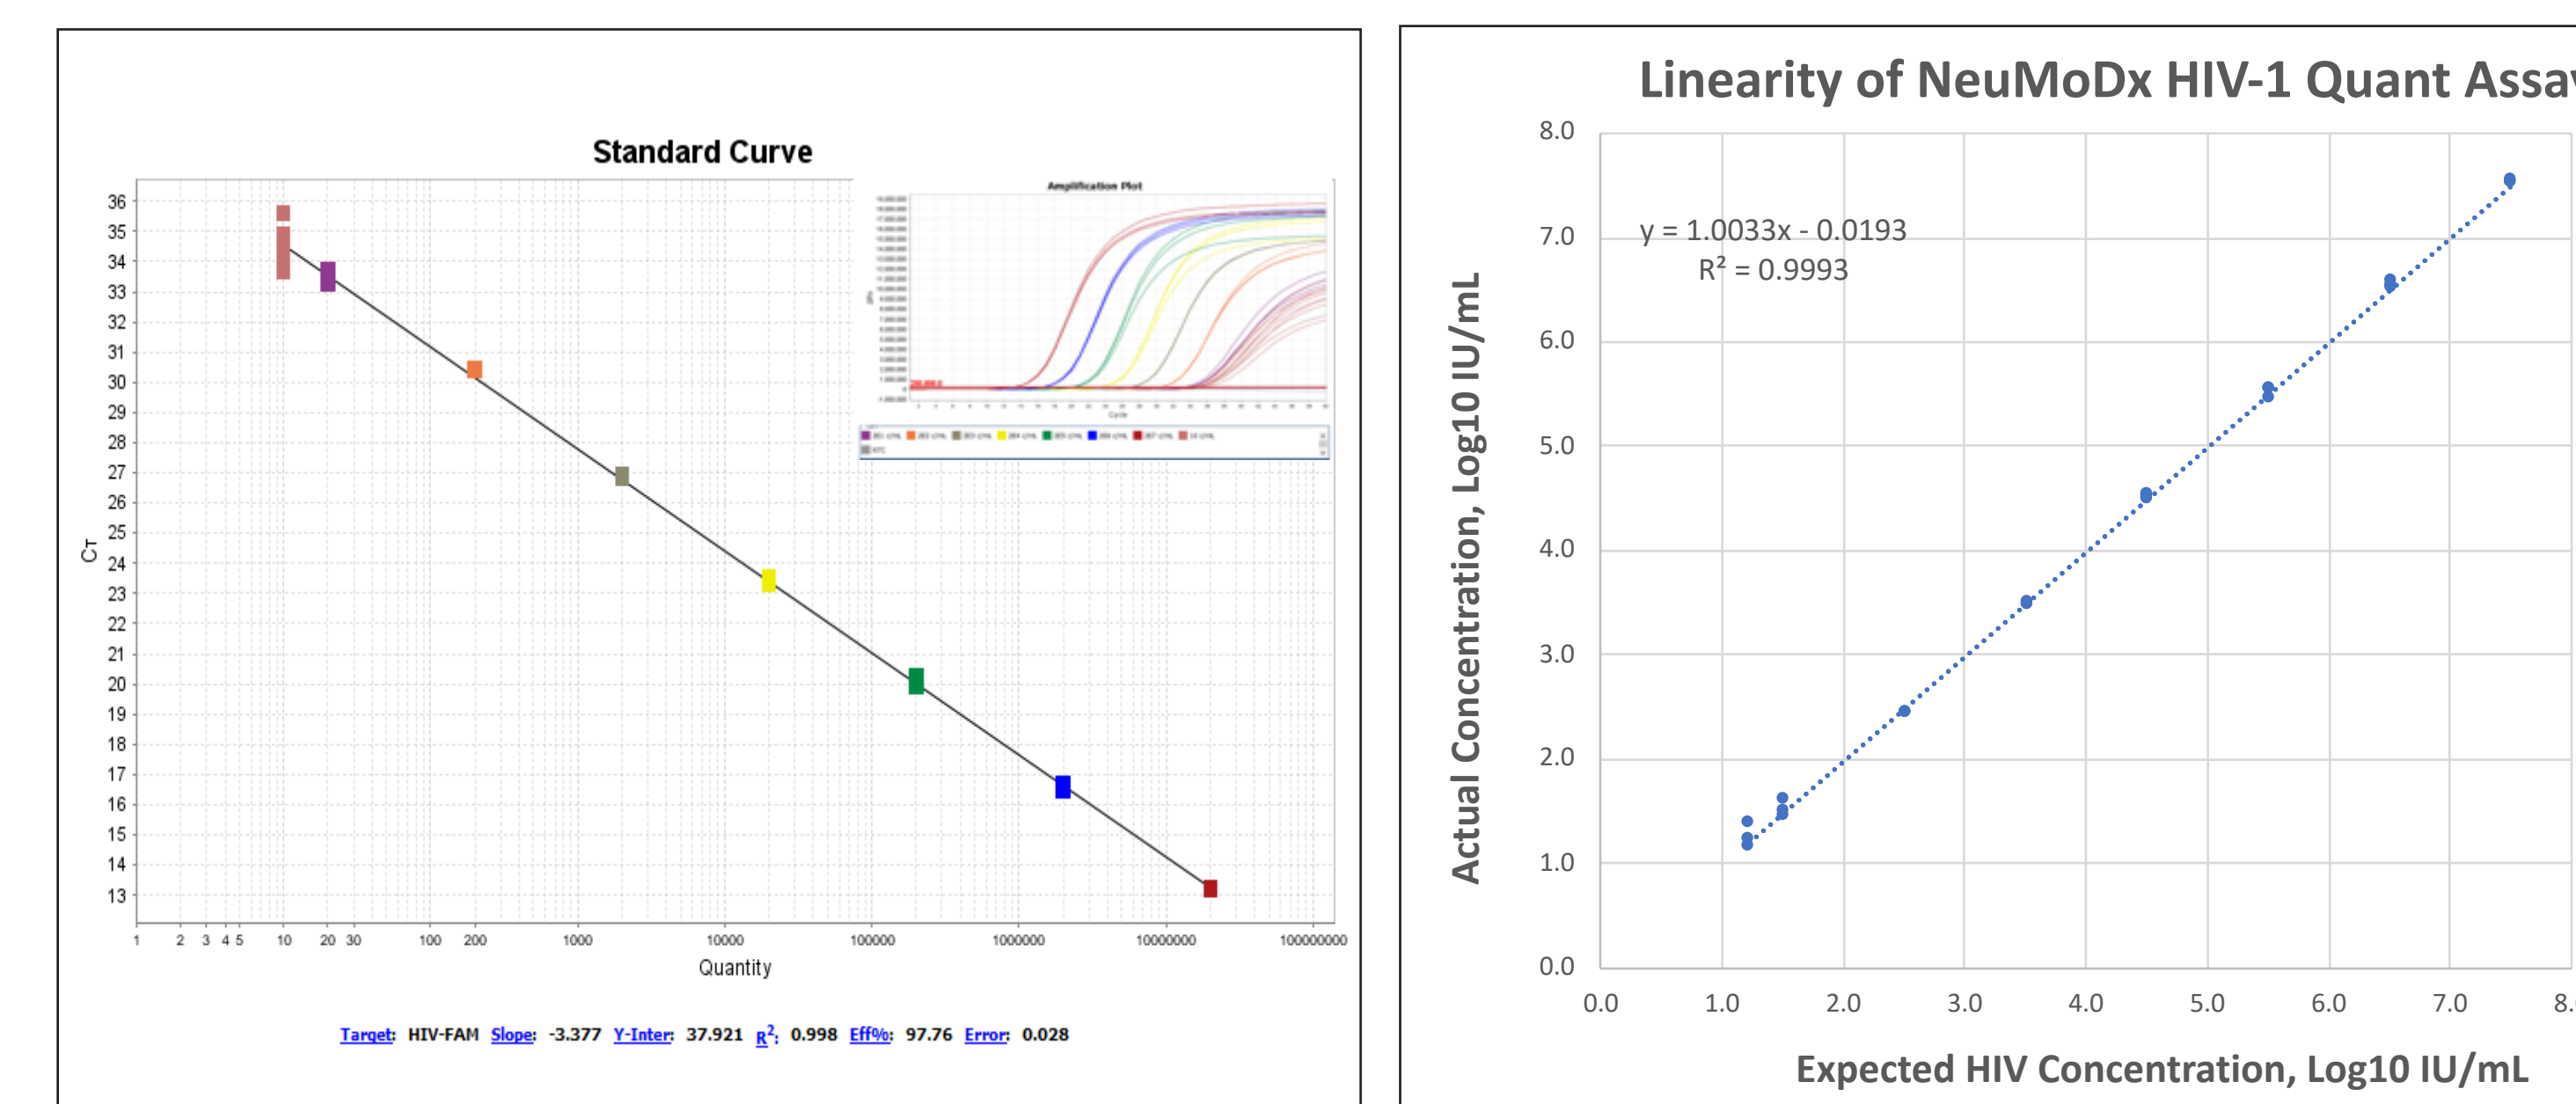 Standard Curve
36
35
34
33
32
31
30
29
28
27
26
25
24
23
22
21
20
19
18
17
16
15
14
13
CT
1 2 3 4 5 10 20 30 100 200 1000 10000 100000 1000000 10000000 100000000
Quantity
Target: HIV-FAM Slope: -3.377 Y-Inter: 37.921 R²: 0.998 Eff%: 97.76 Error: 0.028
Amplification Plot
Cycle
NTC
Linearity of NeuMoDx HIV-1 Quant Assay
y = 1.0033x - 0.0193
R² = 0.9993
8.0
7.0
6.0
5.0
4.0
3.0
2.0
1.0
0.0
Actual Concentration, Log10 IU/mL
0.0 1.0 2.0 3.0 4.0 5.0 6.0 7.0 8.
Expected HIV Concentration, Log10 IU/mL